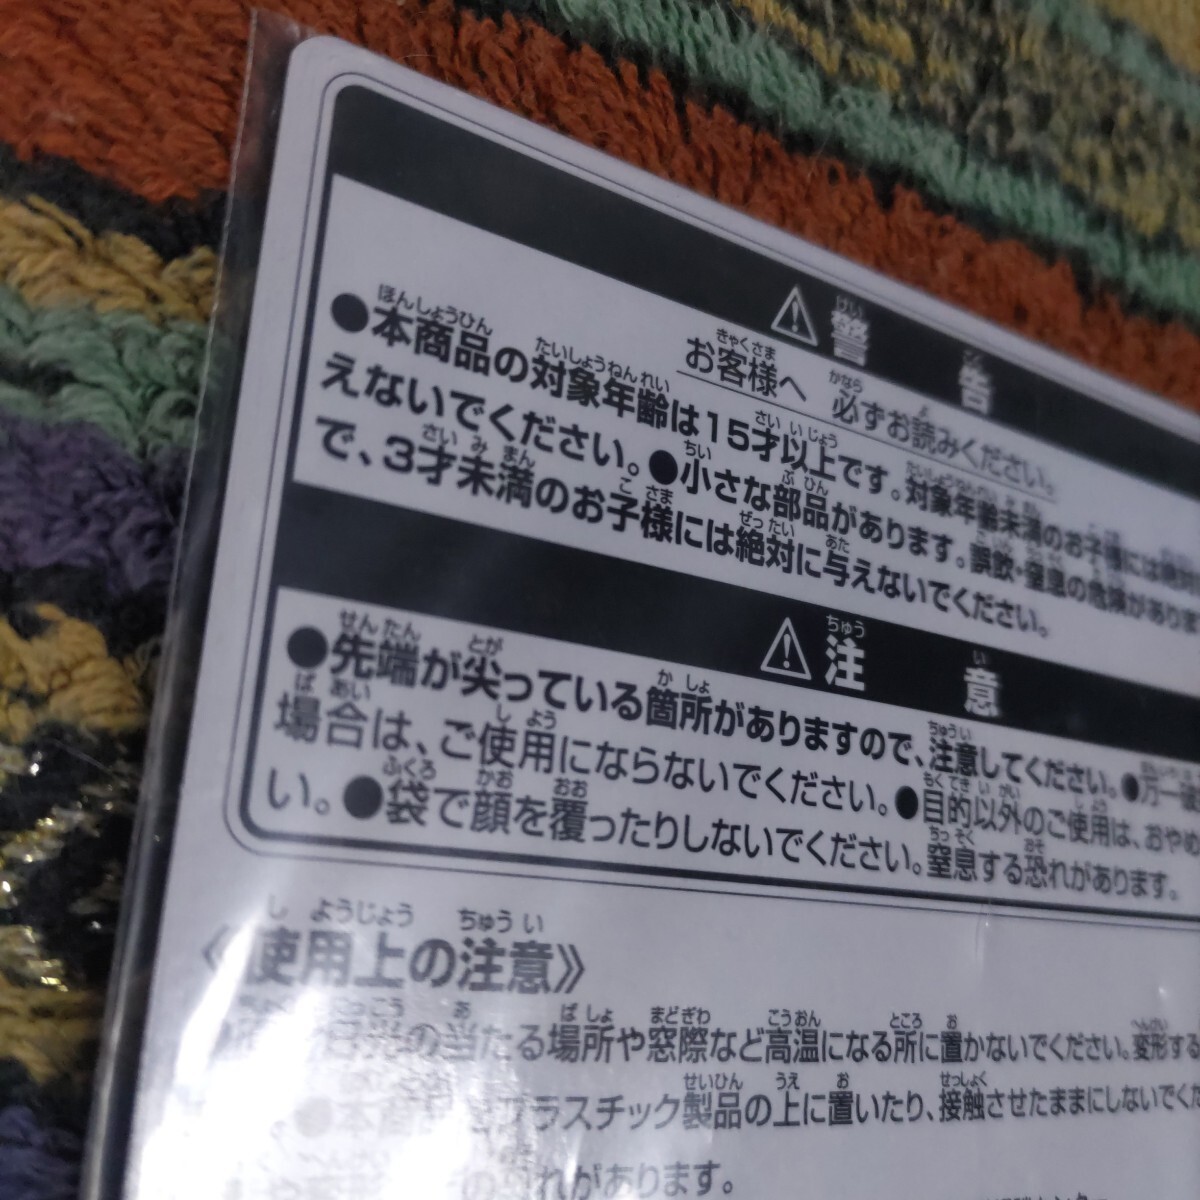 ⚠警告
お客様へ 必ずお読みください。
●本商品の対象年齢は15才以上です。対象年齢未満のお子様には絶対
えないでください。●小さな部品があります。誤飲・窒息の危険がありま
で、3才未満のお子様には絶対に与えないでください。
⚠注意
●先端が尖っている箇所がありますので、注意してください。●万一破
場合は、ご使用にならないでください。●目的以外のご使用は、おやめ
い。●袋で顔を覆ったりしないでください。窒息する恐れがあります。
《使用上の注意》
の当たる場所や窓際など高温になる所に置かないでください。変形する
●本商品をプラスチック製品の上に置いたり、接触させたままにしないでくだ
の恐れがあります。